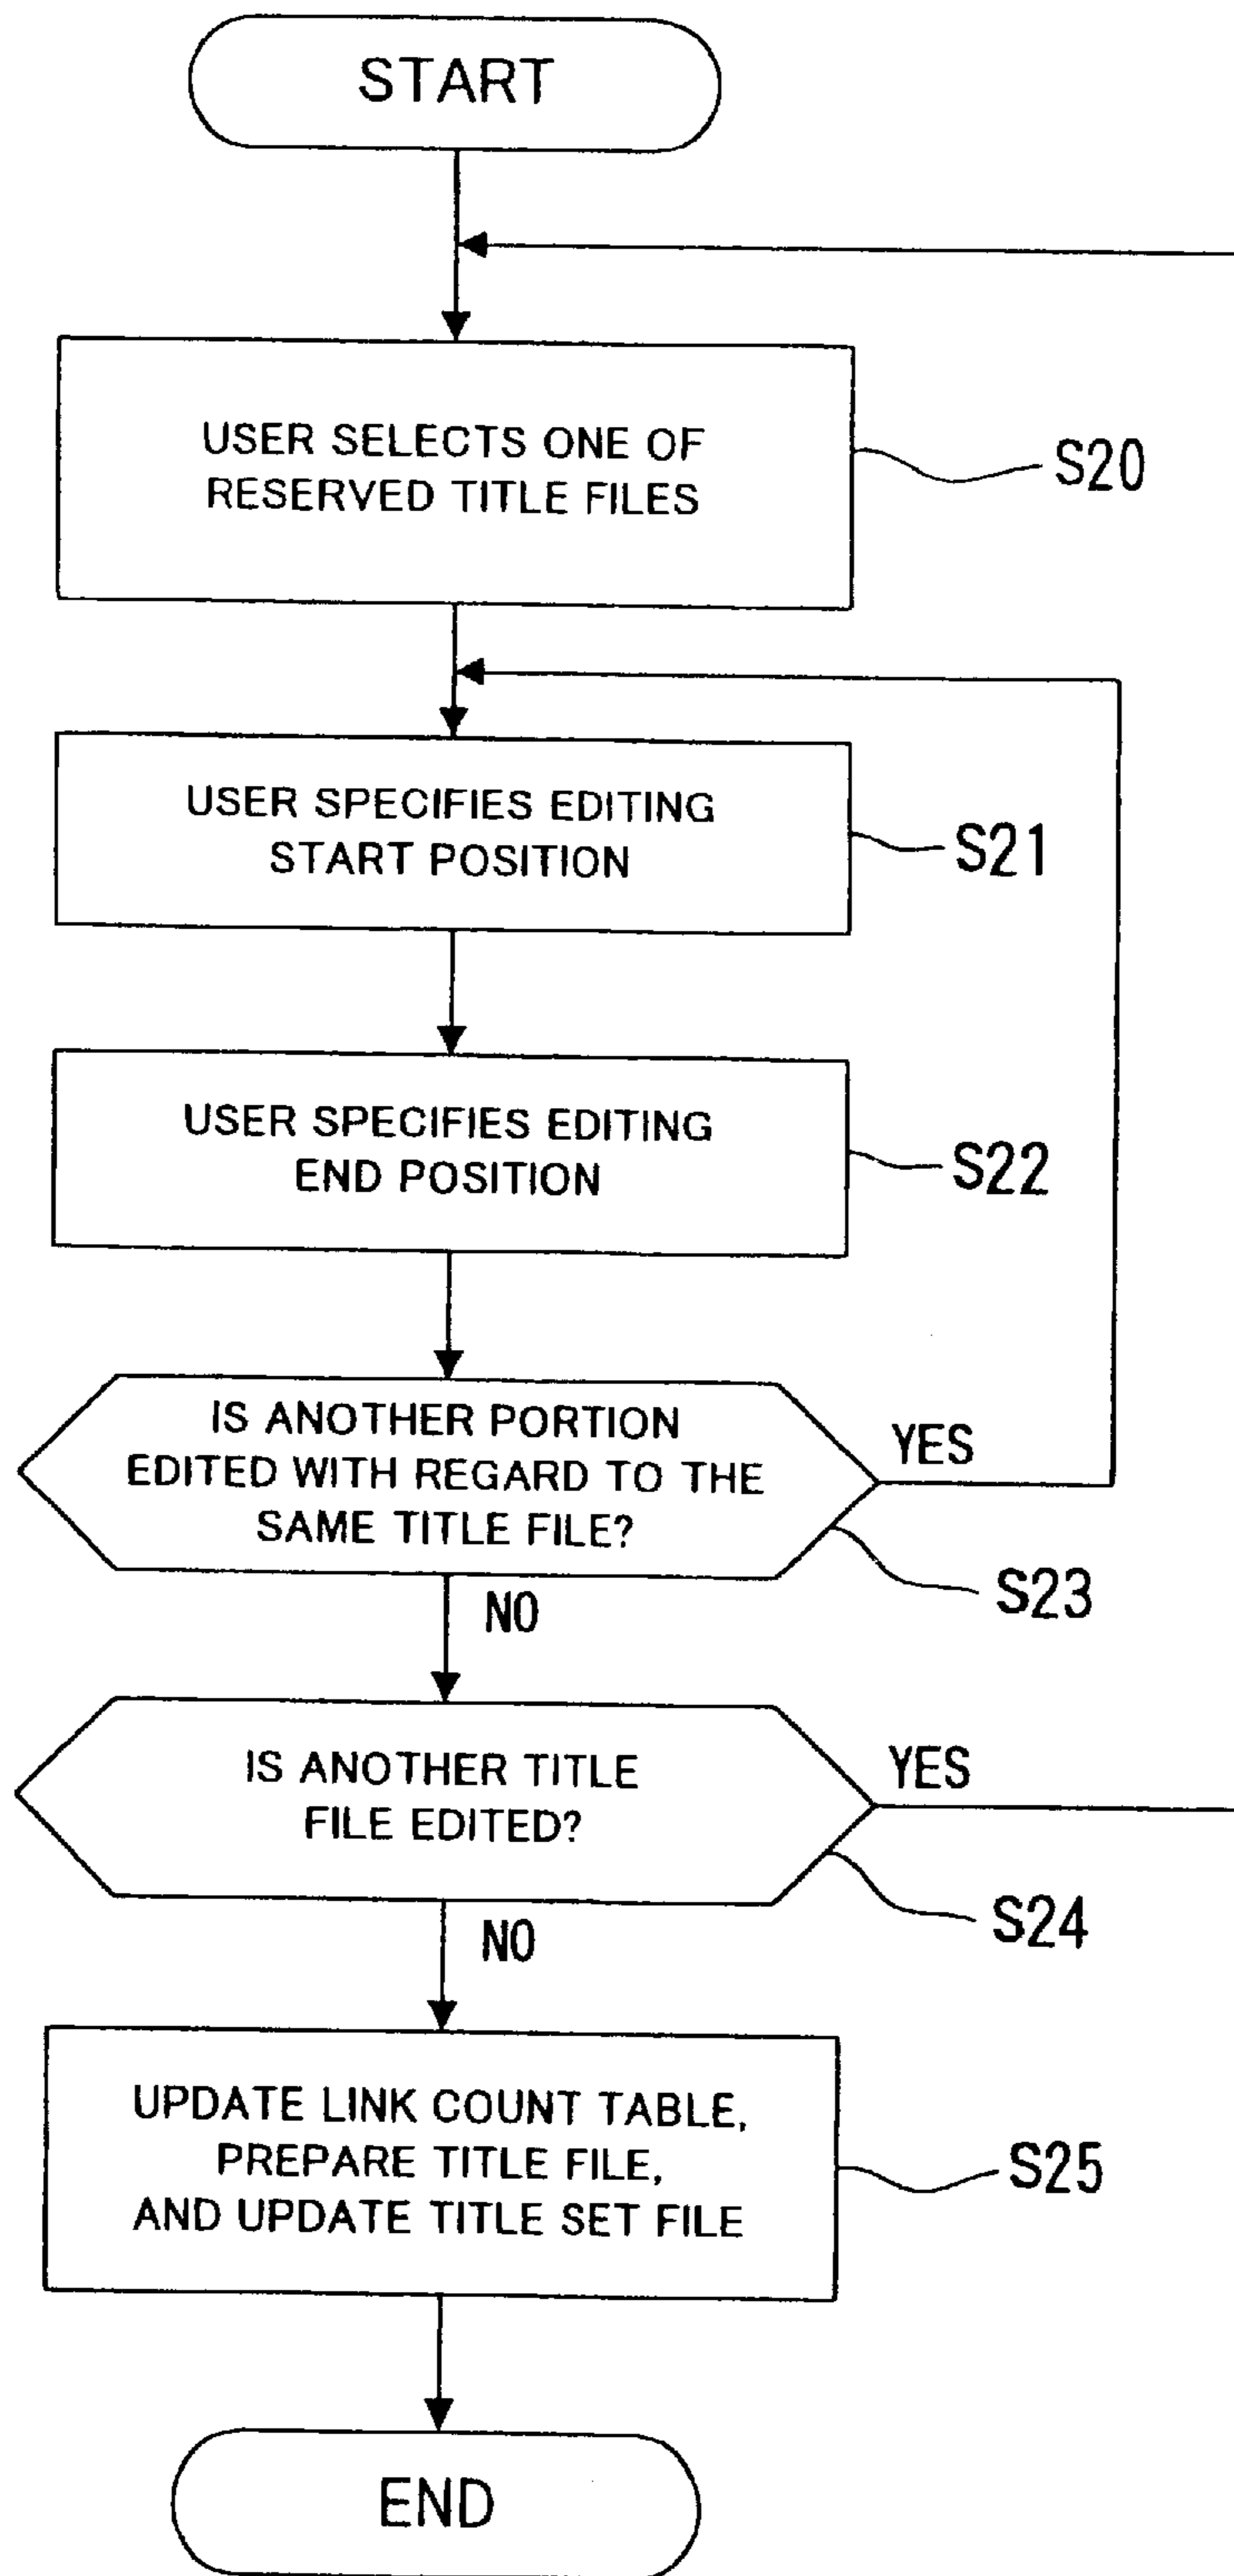 START
USER SELECTS ONE OF
RESERVED TITLE FILES
S20
USER SPECIFIES EDITING
START POSITION
S21
USER SPECIFIES EDITING
END POSITION
S22
IS ANOTHER PORTION
EDITED WITH REGARD TO THE
SAME TITLE FILE?
YES
S23
NO
IS ANOTHER TITLE
FILE EDITED?
YES
S24
NO
UPDATE LINK COUNT TABLE,
PREPARE TITLE FILE,
AND UPDATE TITLE SET FILE
S25
END